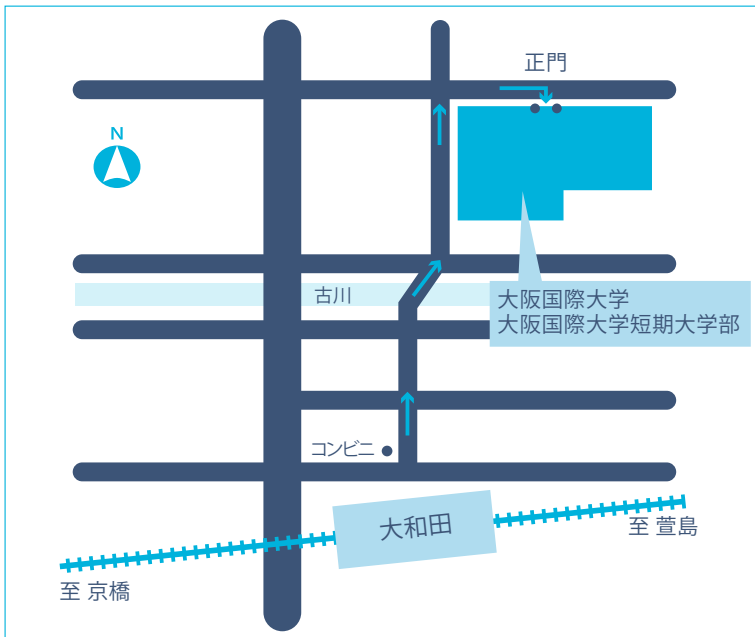 正門
N
古川
大阪国際大学
大阪国際大学短期大学部
コンビニ
大和田
至 萱島
至 京橋